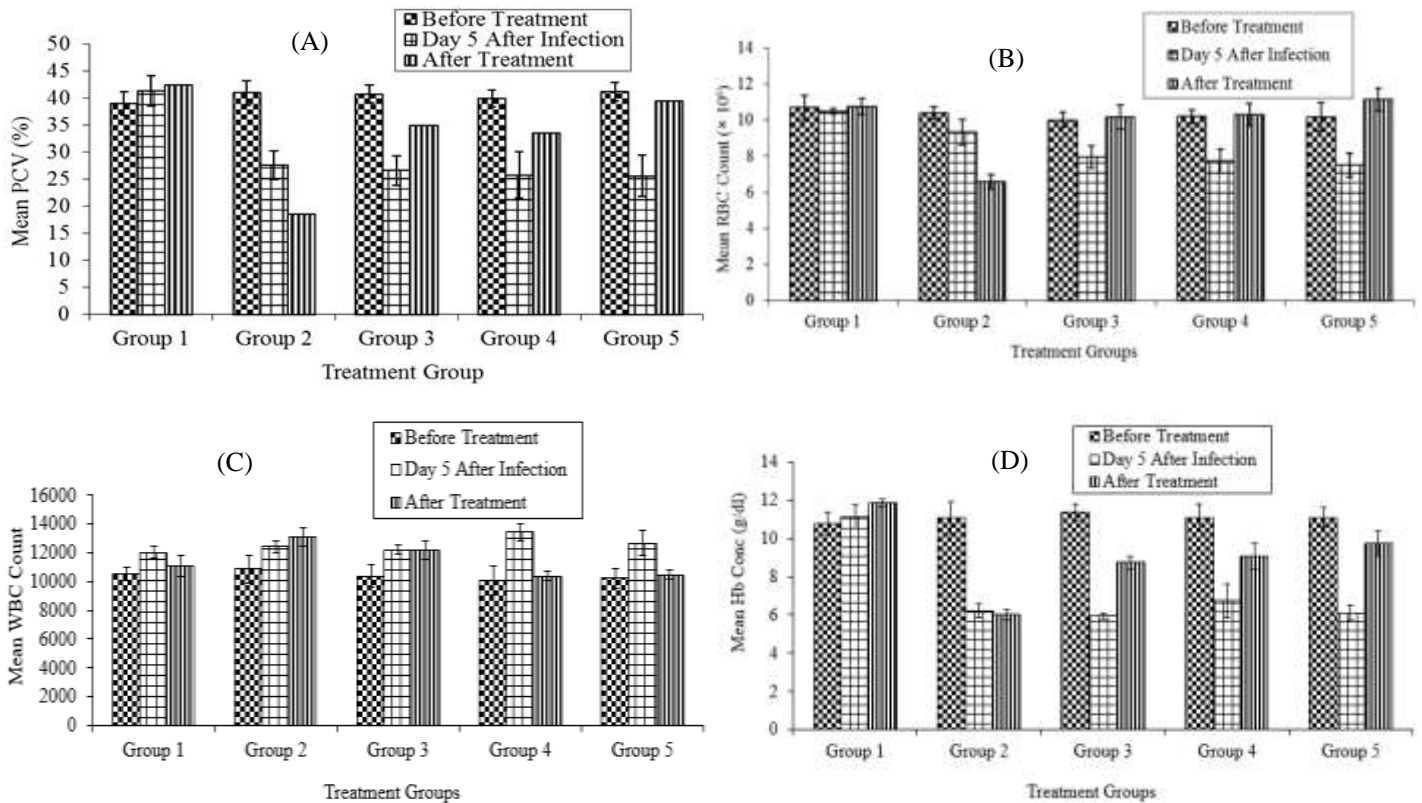 (A)
Before Treatment
Day 5 After Infection
After Treatment
Mean PCV (%)
50
45
40
35
30
25
20
15
10
5
0
Group 1 Group 2 Group 3 Group 4 Group 5
Treatment Group
(B)
Before Treatment
Day 5 After Infection
After Treatment
Mean RBC Count (× 10⁶)
14
12
10
8
6
4
2
0
Group 1 Group 2 Group 3 Group 4 Group 5
Treatment Groups
(C)
Before Treatment
Day 5 After Infection
After Treatment
Mean WBC Count
16000
14000
12000
10000
8000
6000
4000
2000
0
Group 1 Group 2 Group 3 Group 4 Group 5
Treatment Groups
(D)
Before Treatment
Day 5 After Infection
After Treatment
Mean Hb Conc (g/dl)
14
12
10
8
6
4
2
0
Group 1 Group 2 Group 3 Group 4 Group 5
Treatment Groups